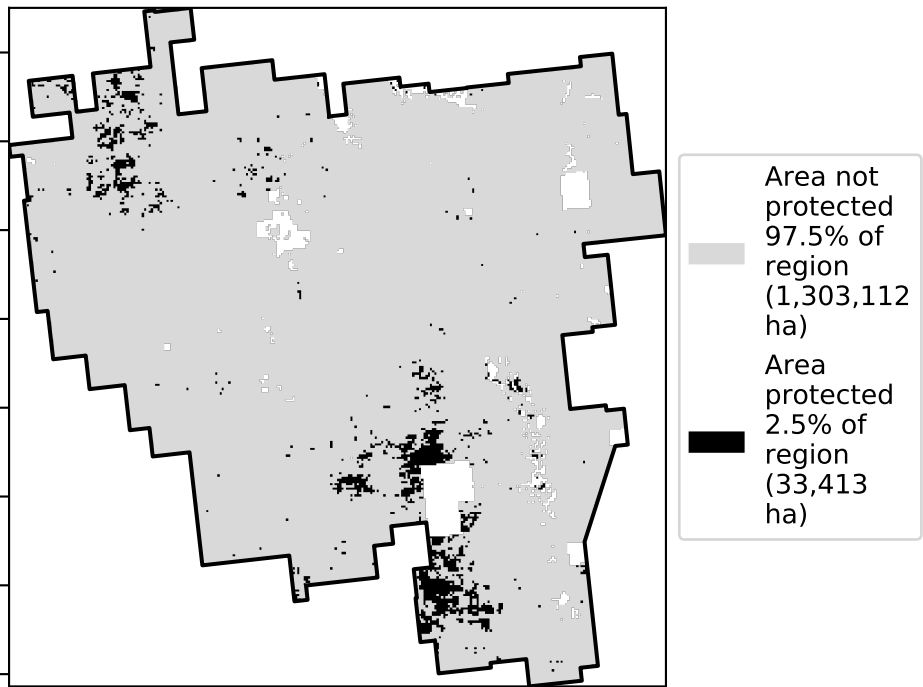 Area not
protected
97.5% of
region
(1,303,112
ha)
Area
protected
2.5% of
region
(33,413
ha)